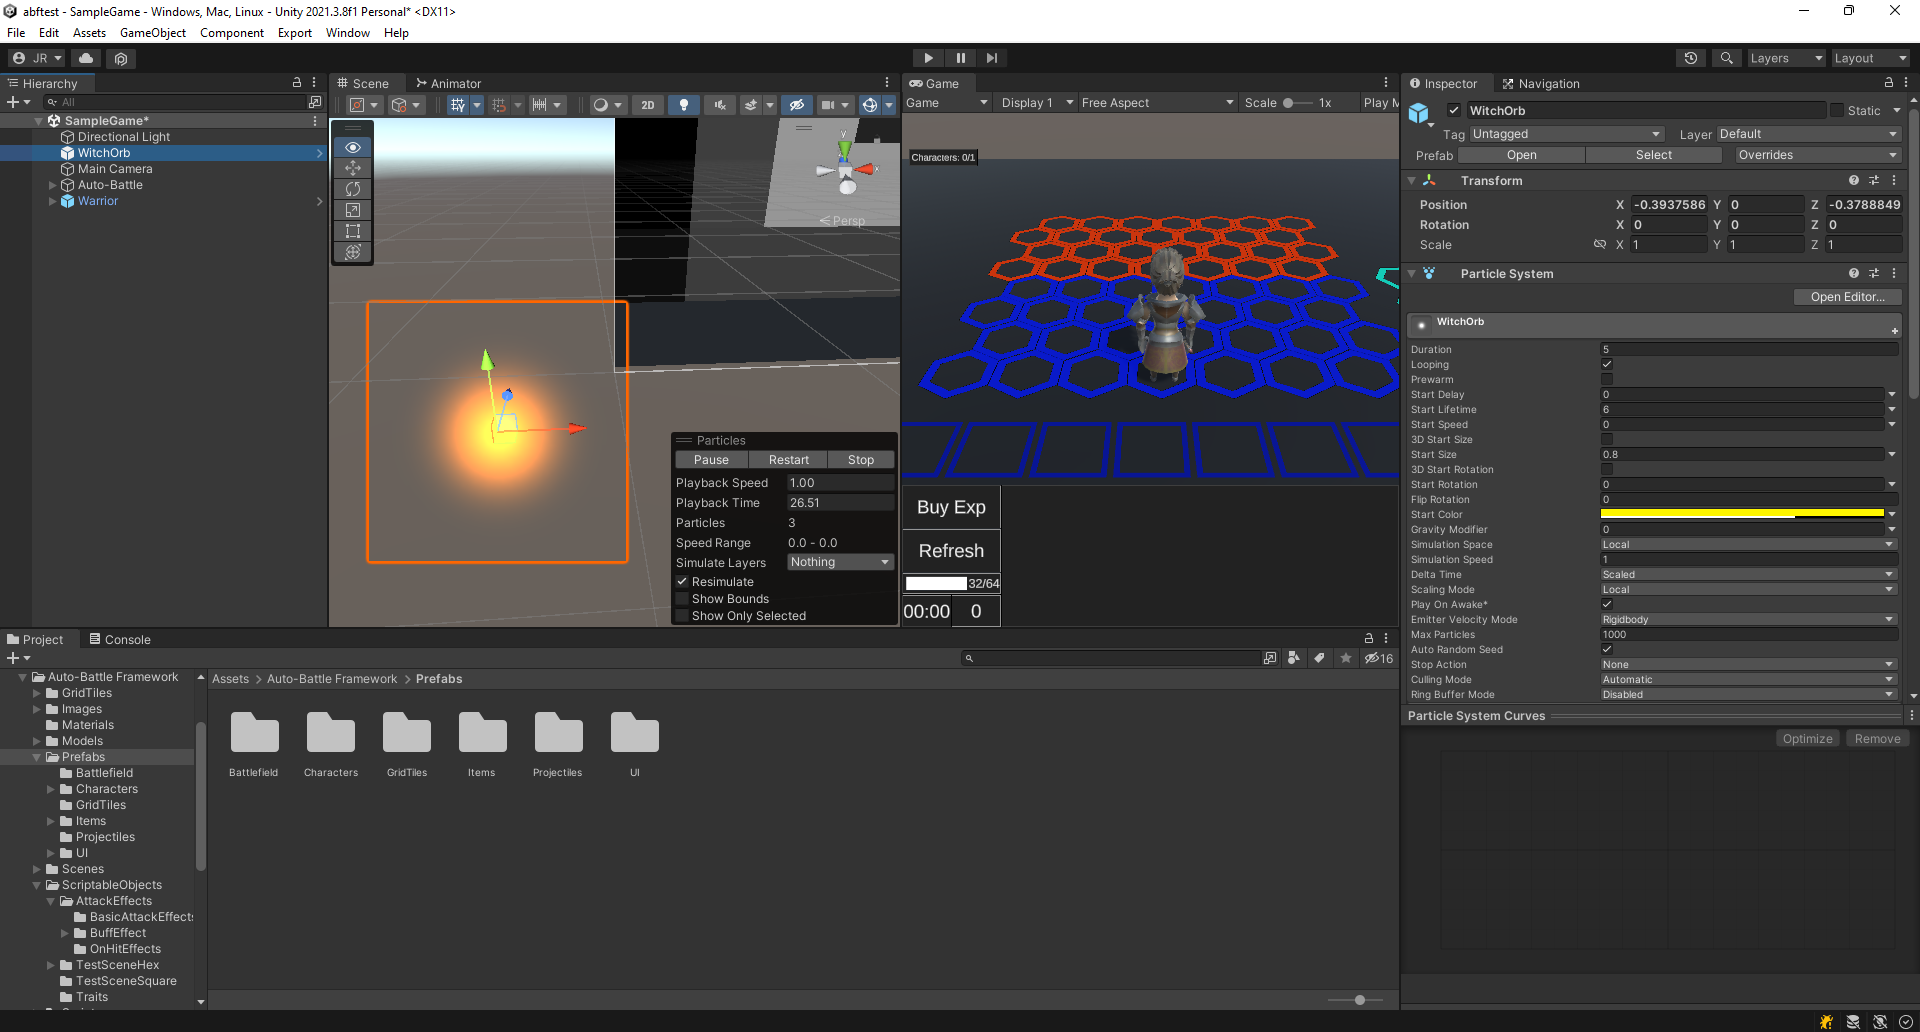 abftest - SampleGame - Windows, Mac, Linux - Unity 2021.3.8f1 Personal* <DX11>
File Edit Assets GameObject Component Export Window Help
JR
Layers Layout
Hierarchy
All
SampleGame*
Directional Light
WitchOrb
Main Camera
Auto-Battle
Warrior
Scene Animator
2D
y
x
Persp
Particles
Pause Restart Stop
Playback Speed 1.00
Playback Time 26.51
Particles 3
Speed Range 0.0 - 0.0
Simulate Layers Nothing
Resimulate
Show Bounds
Show Only Selected
Game
Game Display 1 Free Aspect Scale 1x Play M
Characters: 0/1
Buy Exp
Refresh
32/64
00:00 0
Inspector Navigation
WitchOrb Static
Tag Untagged Layer Default
Prefab Open Select Overrides
Transform
Position X -0.3937586 Y 0 Z -0.3788849
Rotation X 0 Y 0 Z 0
Scale X 1 Y 1 Z 1
Particle System
Open Editor...
WitchOrb
Duration 5
Looping
Prewarm
Start Delay 0
Start Lifetime 6
Start Speed 0
3D Start Size
Start Size 0.8
3D Start Rotation
Start Rotation 0
Flip Rotation 0
Start Color
Gravity Modifier 0
Simulation Space Local
Simulation Speed 1
Delta Time Scaled
Scaling Mode Local
Play On Awake*
Emitter Velocity Mode Rigidbody
Max Particles 1000
Auto Random Seed
Stop Action None
Culling Mode Automatic
Ring Buffer Mode Disabled
Particle System Curves
Optimize Remove
Project Console
16
Auto-Battle Framework
GridTiles
Images
Materials
Models
Prefabs
Battlefield
Characters
GridTiles
Items
Projectiles
UI
Scenes
ScriptableObjects
AttackEffects
BasicAttackEffects
BuffEffect
OnHitEffects
TestSceneHex
TestSceneSquare
Traits
Assets > Auto-Battle Framework > Prefabs
Battlefield Characters GridTiles Items Projectiles UI